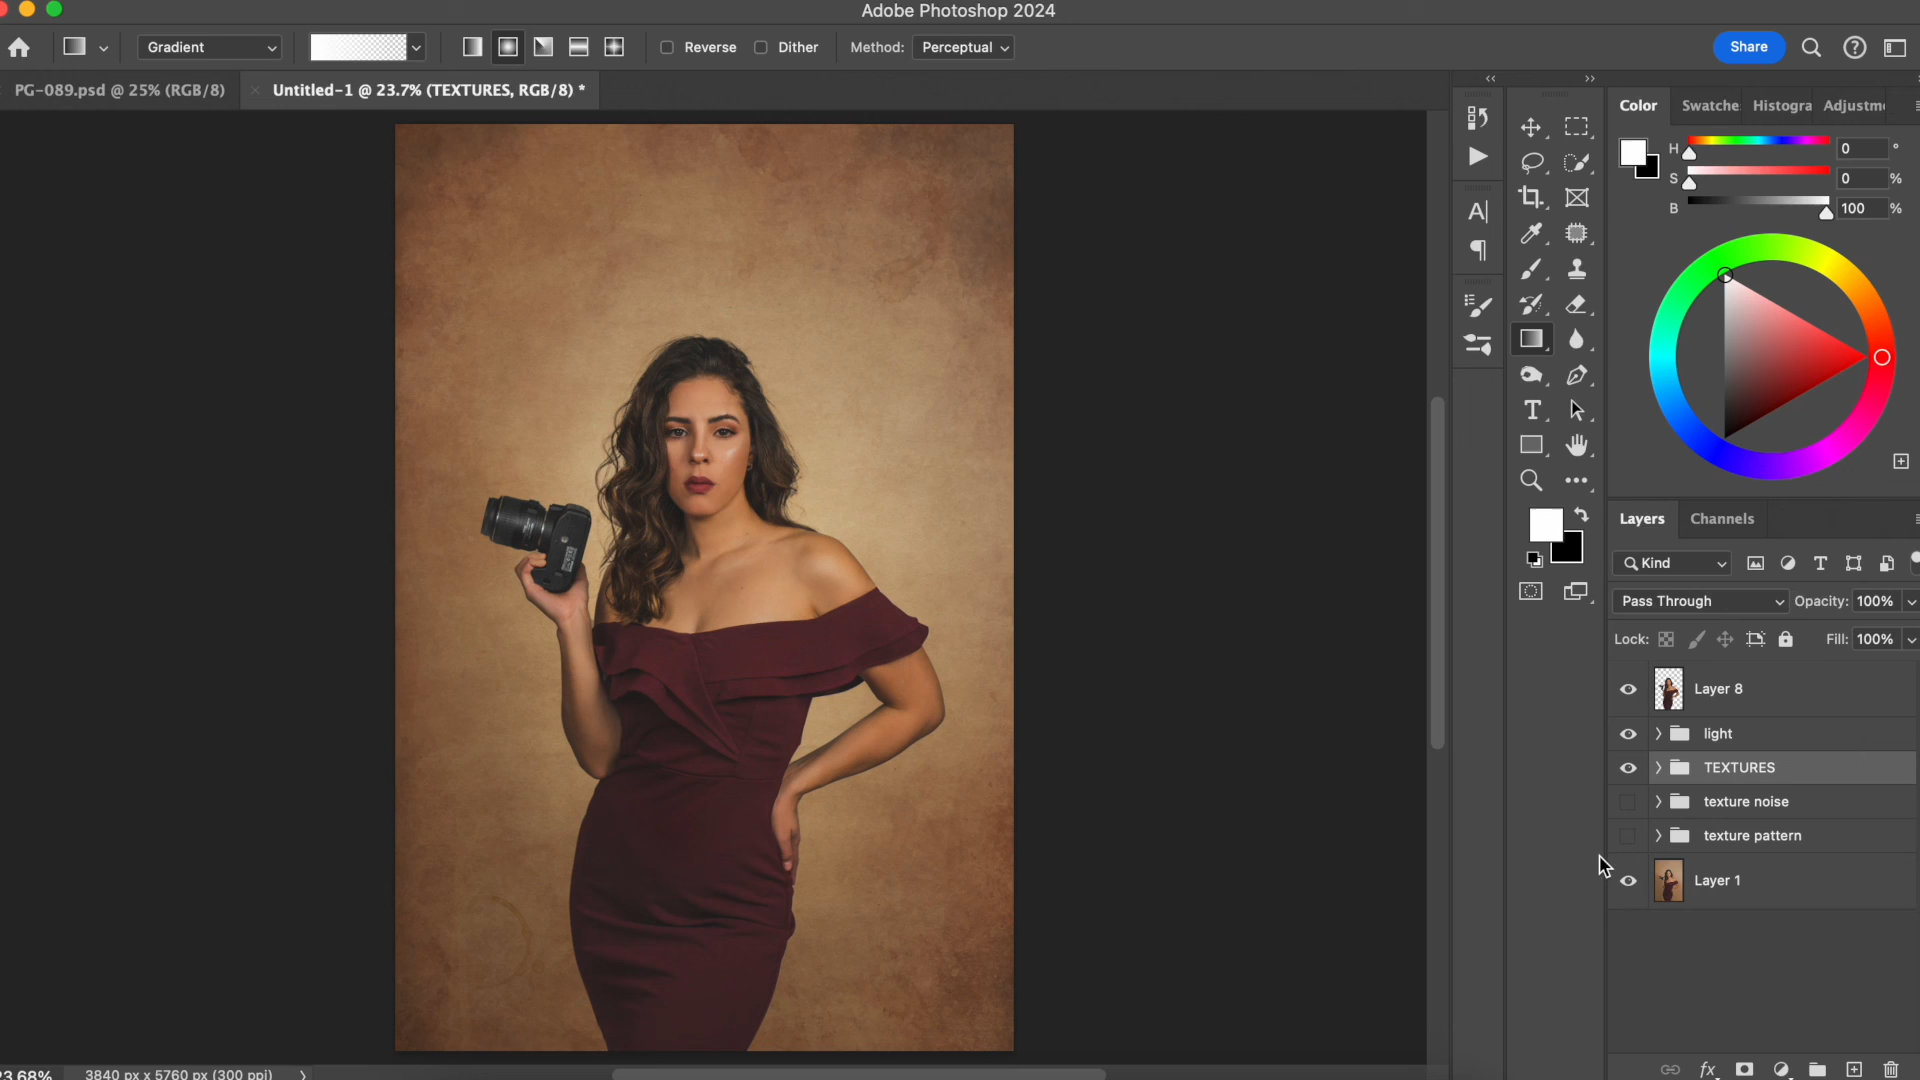 Adobe Photoshop 2024
Gradient
Reverse
Dither
Method: Perceptual
Share
PG-089.psd @ 25% (RGB/8)
Untitled-1 @ 23.7% (TEXTURES, RGB/8) *
Color
Swatche
Histogra
Adjustm
H 0 °
S 0 %
B 100 %
Layers
Channels
Kind
Pass Through
Opacity: 100%
Lock:
Fill: 100%
Layer 8
light
TEXTURES
texture noise
texture pattern
Layer 1
23.68%
3840 px x 5760 px (300 ppi)